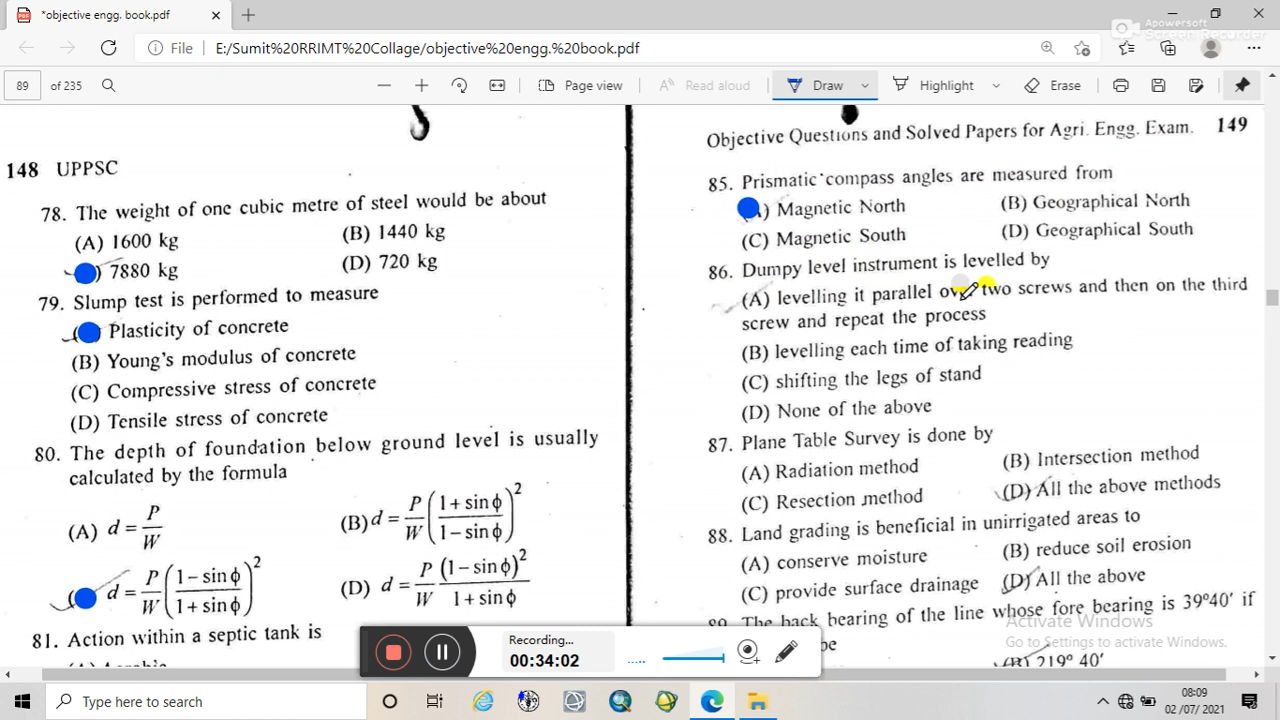 *objective engg. book.pdf
Apowersoft
Screen Recorder
File E:/Sumit%20RRIMT%20Collage/objective%20engg.%20book.pdf
89 of 235 Page view Read aloud Draw Highlight Erase
148 UPPSC
78. The weight of one cubic metre of steel would be about
(A) 1600 kg (B) 1440 kg
) 7880 kg (D) 720 kg
79. Slump test is performed to measure
( Plasticity of concrete
(B) Young's modulus of concrete
(C) Compressive stress of concrete
(D) Tensile stress of concrete
80. The depth of foundation below ground level is usually
calculated by the formula
(A) d = P/W (B) d = P/W ((1 + sin ϕ)/(1 − sin ϕ))²
( d = P/W ((1 − sin ϕ)/(1 + sin ϕ))² (D) d = P/W (1 − sin ϕ)²/(1 + sin ϕ)
81. Action within a septic tank is
Objective Questions and Solved Papers for Agri. Engg. Exam. 149
85. Prismatic compass angles are measured from
) Magnetic North (B) Geographical North
(C) Magnetic South (D) Geographical South
86. Dumpy level instrument is levelled by
(A) levelling it parallel over two screws and then on the third
screw and repeat the process
(B) levelling each time of taking reading
(C) shifting the legs of stand
(D) None of the above
87. Plane Table Survey is done by
(A) Radiation method (B) Intersection method
(C) Resection method (D) All the above methods
88. Land grading is beneficial in unirrigated areas to
(A) conserve moisture (B) reduce soil erosion
(C) provide surface drainage (D) All the above
89. The back bearing of the line whose fore bearing is 39°40′ if
be
(B) 219° 40′
Activate Windows
Go to Settings to activate Windows.
Recording...
00:34:02
Type here to search
08:09
02/07/2021